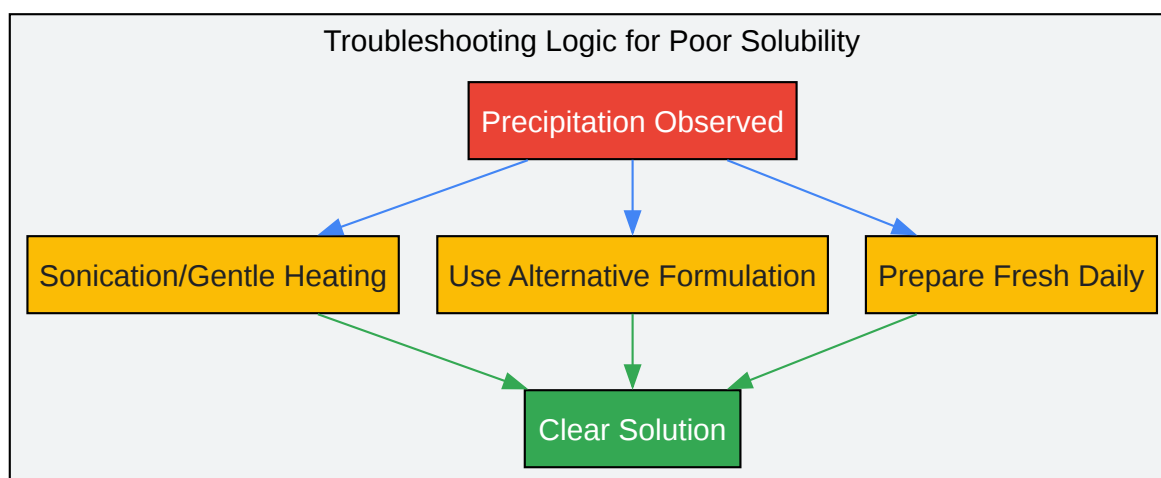 Troubleshooting Logic for Poor Solubility
Precipitation Observed
Sonication/Gentle Heating
Use Alternative Formulation
Prepare Fresh Daily
Clear Solution